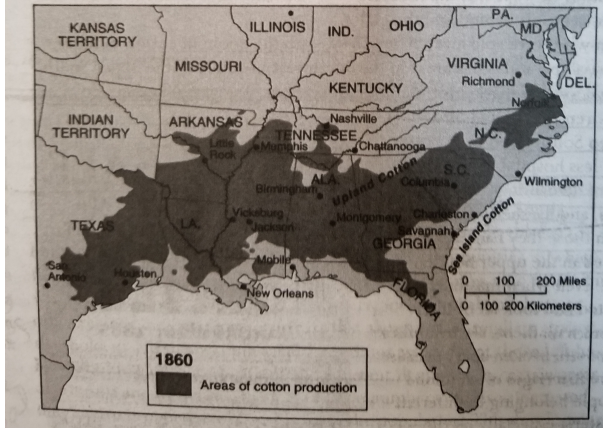 PA.
ILLINOIS
IND.
OHIO
MD.
KANSAS
TERRITORY
MISSOURI
VIRGINIA
Richmond
DEL.
KENTUCKY
Norfolk
INDIAN
TERRITORY
ARKANSAS
Nashville
TENNESSEE
N.C.
Little
Rock
Memphis
Chattanooga
Upland Cotton
ALA.
S.C.
Columbia
Wilmington
Birmingham
TEXAS
LA.
Vicksburg
Jackson
Montgomery
Charleston
Savannah
GEORGIA
Sea Island Cotton
San
Antonio
Houston
Mobile
New Orleans
FLORIDA
0 100 200 Miles
0 100 200 Kilometers
1860
Areas of cotton production